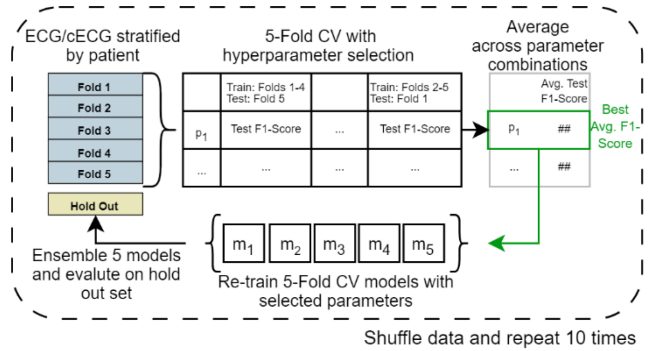 ECG/cECG stratified
by patient
Fold 1
Fold 2
Fold 3
Fold 4
Fold 5
Hold Out
5-Fold CV with
hyperparameter selection
Train: Folds 1-4
Test: Fold 5
Train: Folds 2-5
Test: Fold 1
p1 Test F1-Score ... Test F1-Score
... ... ... ...
Average
across parameter
combinations
Avg. Test
F1-Score
p1 ##
... ##
Best
Avg. F1-
Score
m1 m2 m3 m4 m5
Re-train 5-Fold CV models with
selected parameters
Ensemble 5 models
and evalute on hold
out set
Shuffle data and repeat 10 times